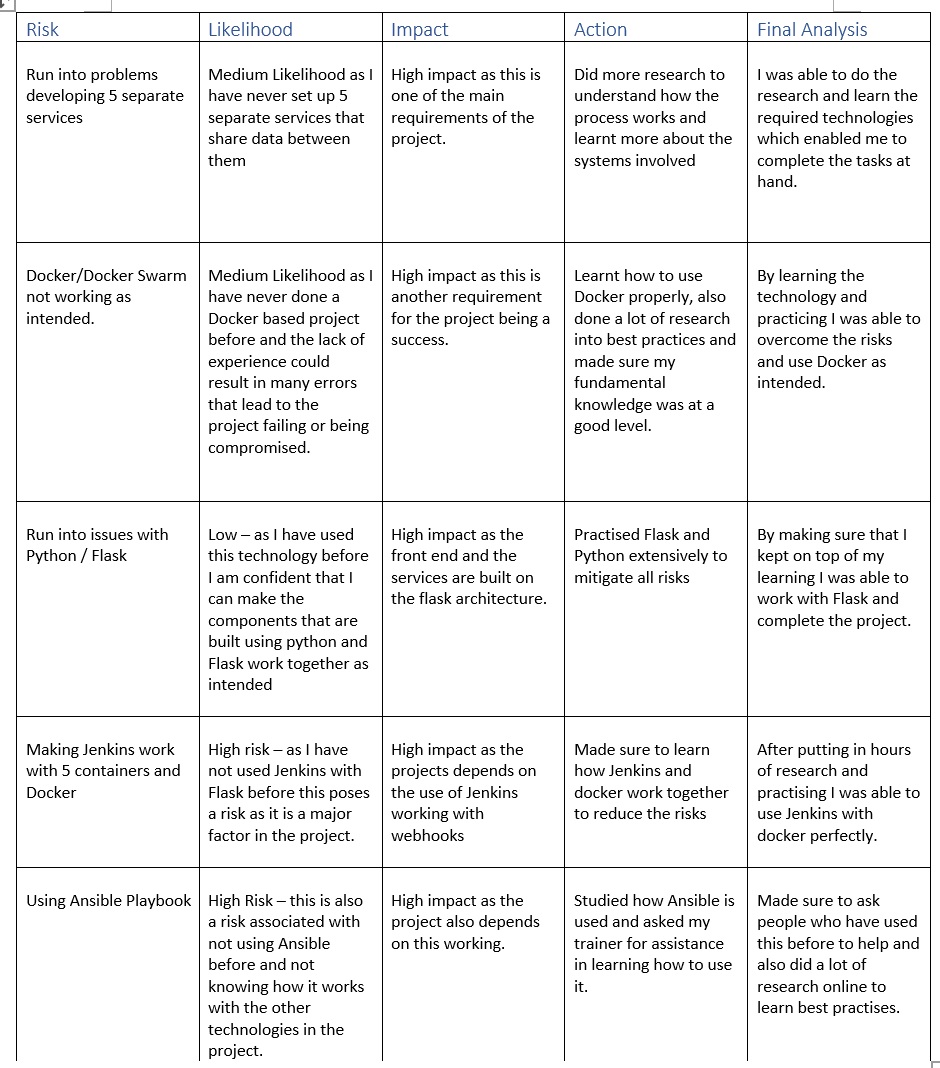 Risk
Likelihood
Impact
Action
Final Analysis
Run into problems
developing 5 separate
services
Medium Likelihood as I
have never set up 5
separate services that
share data between
them
High impact as this is
one of the main
requirements of the
project.
Did more research to
understand how the
process works and
learnt more about the
systems involved
I was able to do the
research and learn the
required technologies
which enabled me to
complete the tasks at
hand.
Docker/Docker Swarm
not working as
intended.
Medium Likelihood as I
have never done a
Docker based project
before and the lack of
experience could
result in many errors
that lead to the
project failing or being
compromised.
High impact as this is
another requirement
for the project being a
success.
Learnt how to use
Docker properly, also
done a lot of research
into best practices and
made sure my
fundamental
knowledge was at a
good level.
By learning the
technology and
practicing I was able to
overcome the risks
and use Docker as
intended.
Run into issues with
Python / Flask
Low – as I have used
this technology before
I am confident that I
can make the
components that are
built using python and
Flask work together as
intended
High impact as the
front end and the
services are built on
the flask architecture.
Practised Flask and
Python extensively to
mitigate all risks
By making sure that I
kept on top of my
learning I was able to
work with Flask and
complete the project.
Making Jenkins work
with 5 containers and
Docker
High risk – as I have
not used Jenkins with
Flask before this poses
a risk as it is a major
factor in the project.
High impact as the
projects depends on
the use of Jenkins
working with
webhooks
Made sure to learn
how Jenkins and
docker work together
to reduce the risks
After putting in hours
of research and
practising I was able to
use Jenkins with
docker perfectly.
Using Ansible Playbook
High Risk – this is also
a risk associated with
not using Ansible
before and not
knowing how it works
with the other
technologies in the
project.
High impact as the
project also depends
on this working.
Studied how Ansible is
used and asked my
trainer for assistance
in learning how to use
it.
Made sure to ask
people who have used
this before to help and
also did a lot of
research online to
learn best practises.